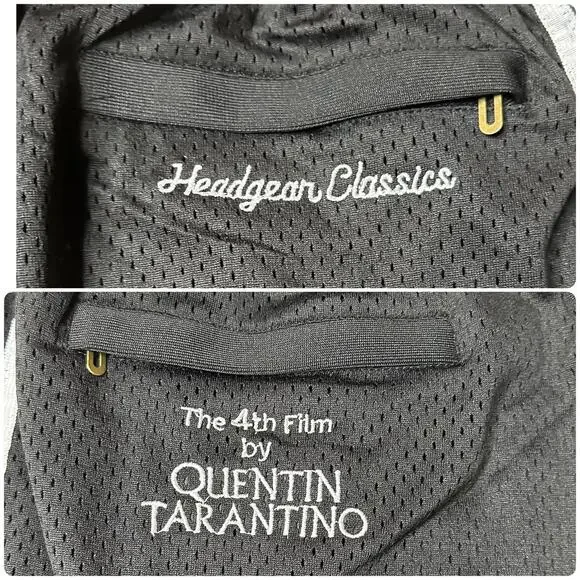 Headgear Classics
The 4th Film
by
QUENTIN
TARANTINO